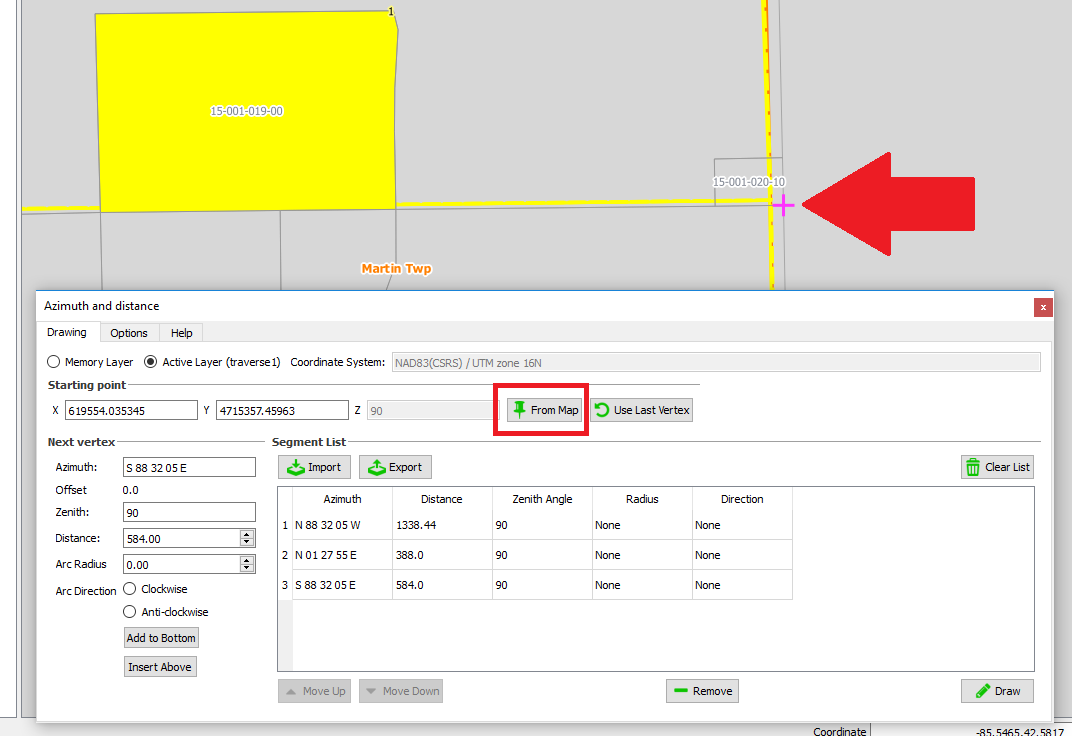 1
15-001-019-00
15-001-020-10
Martin Twp
Azimuth and distance
x
Drawing Options Help
Memory Layer Active Layer (traverse1) Coordinate System: NAD83(CSRS) / UTM zone 16N
Starting point
X 619554.035345 Y 4715357.45963 Z 90 From Map Use Last Vertex
Next vertex Segment List
Azimuth: S 88 32 05 E Import Export Clear List
Offset 0.0
Zenith: 90
Distance: 584.00
Arc Radius 0.00
Arc Direction Clockwise
Anti-clockwise
Add to Bottom
Insert Above
Azimuth Distance Zenith Angle Radius Direction
1 N 88 32 05 W 1338.44 90 None None
2 N 01 27 55 E 388.0 90 None None
3 S 88 32 05 E 584.0 90 None None
Move Up Move Down Remove Draw
Coordinate -85.5465,42.5817